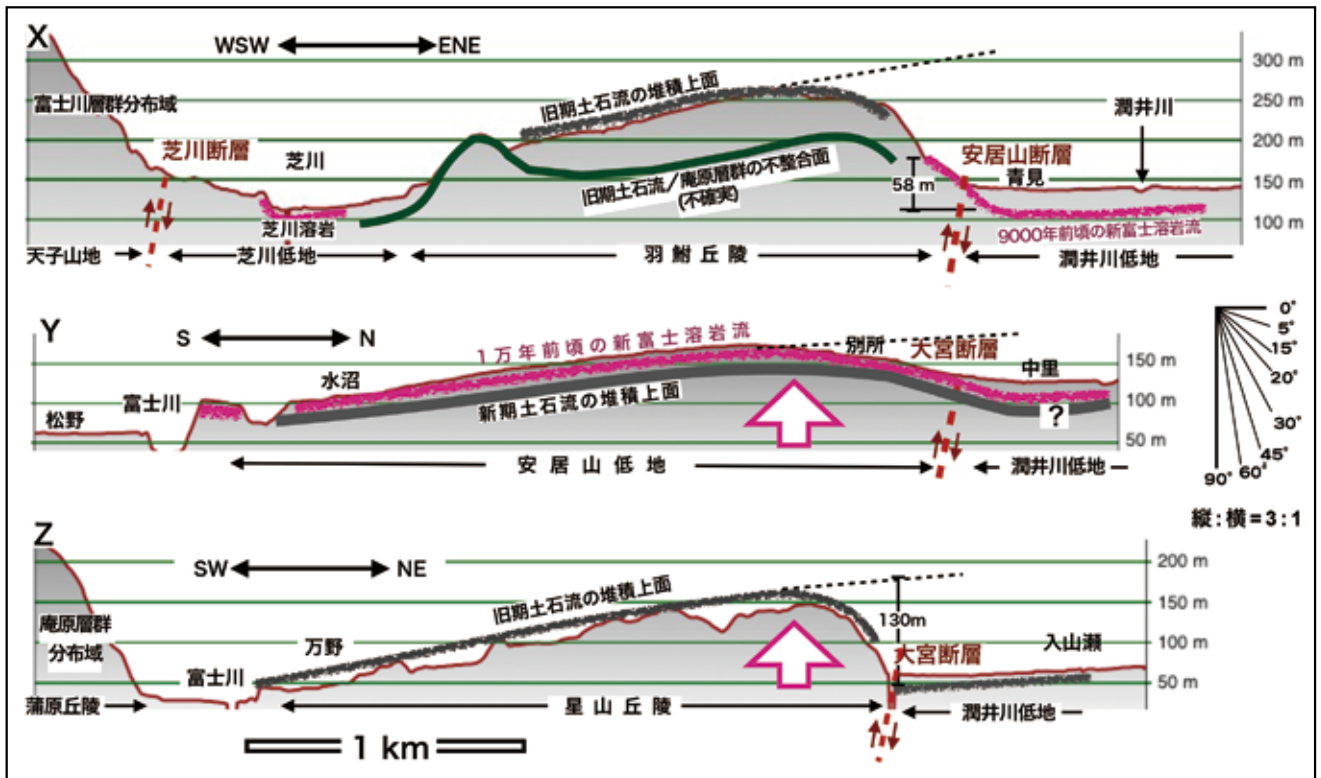 X
WSW
ENE
300 m
250 m
200 m
150 m
100 m
富士川層群分布域
芝川断層
芝川
旧期土石流の堆積上面
潤井川
安居山断層
青見
58 m
旧期土石流／庵原層群の不整合面
(不確実)
芝川溶岩
9000年前頃の新富士溶岩流
天子山地
芝川低地
羽鮒丘陵
潤井川低地
Y
S
N
1万年前頃の新富士溶岩流
別所
大宮断層
中里
150 m
100 m
50 m
水沼
富士川
松野
新期土石流の堆積上面
?
安居山低地
潤井川低地
0°
5°
15°
20°
30°
45°
60°
90°
縦:横=3:1
Z
SW
NE
200 m
150 m
100 m
50 m
旧期土石流の堆積上面
130m
庵原層群
分布域
万野
大宮断層
入山瀬
富士川
蒲原丘陵
星山丘陵
潤井川低地
1 km